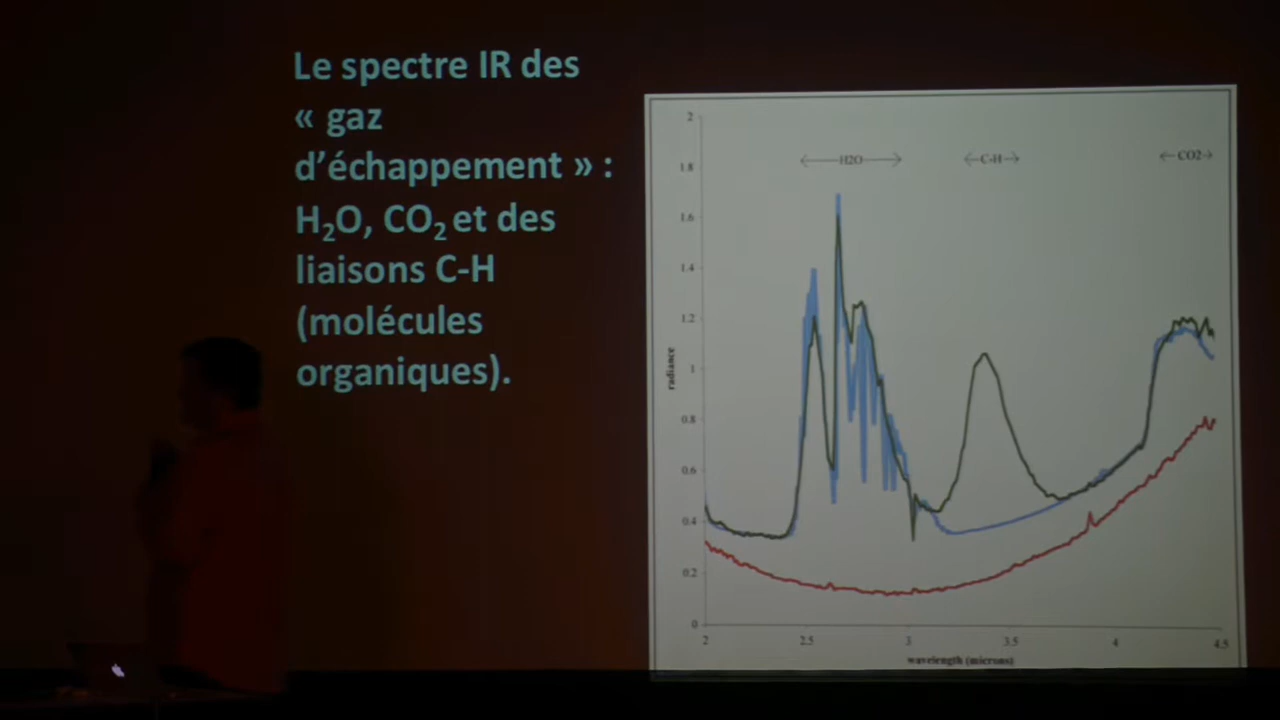 Le spectre IR des
« gaz
d’échappement » :
H₂O, CO₂ et des
liaisons C-H
(molécules
organiques).
2
1.8
1.6
1.4
1.2
1
0.8
0.6
0.4
0.2
0
radiance
H2O
C-H
CO2
2 2.5 3 3.5 4 4.5
wavelength (microns)